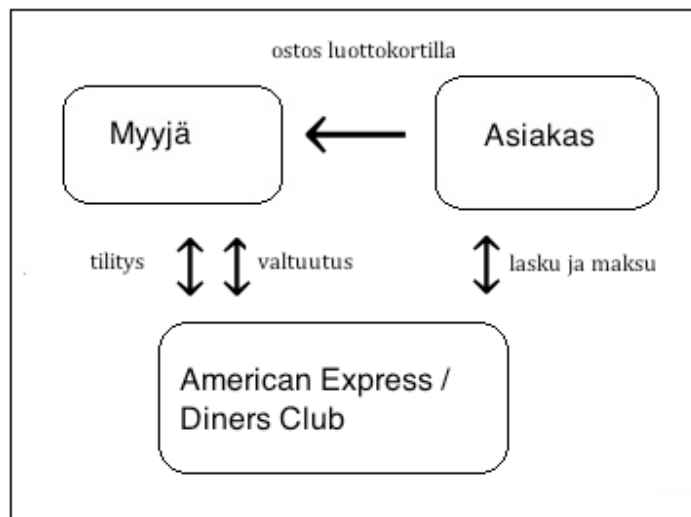 ostos luottokortilla
Myyjä
Asiakas
tilitys
valtuutus
lasku ja maksu
American Express /
Diners Club